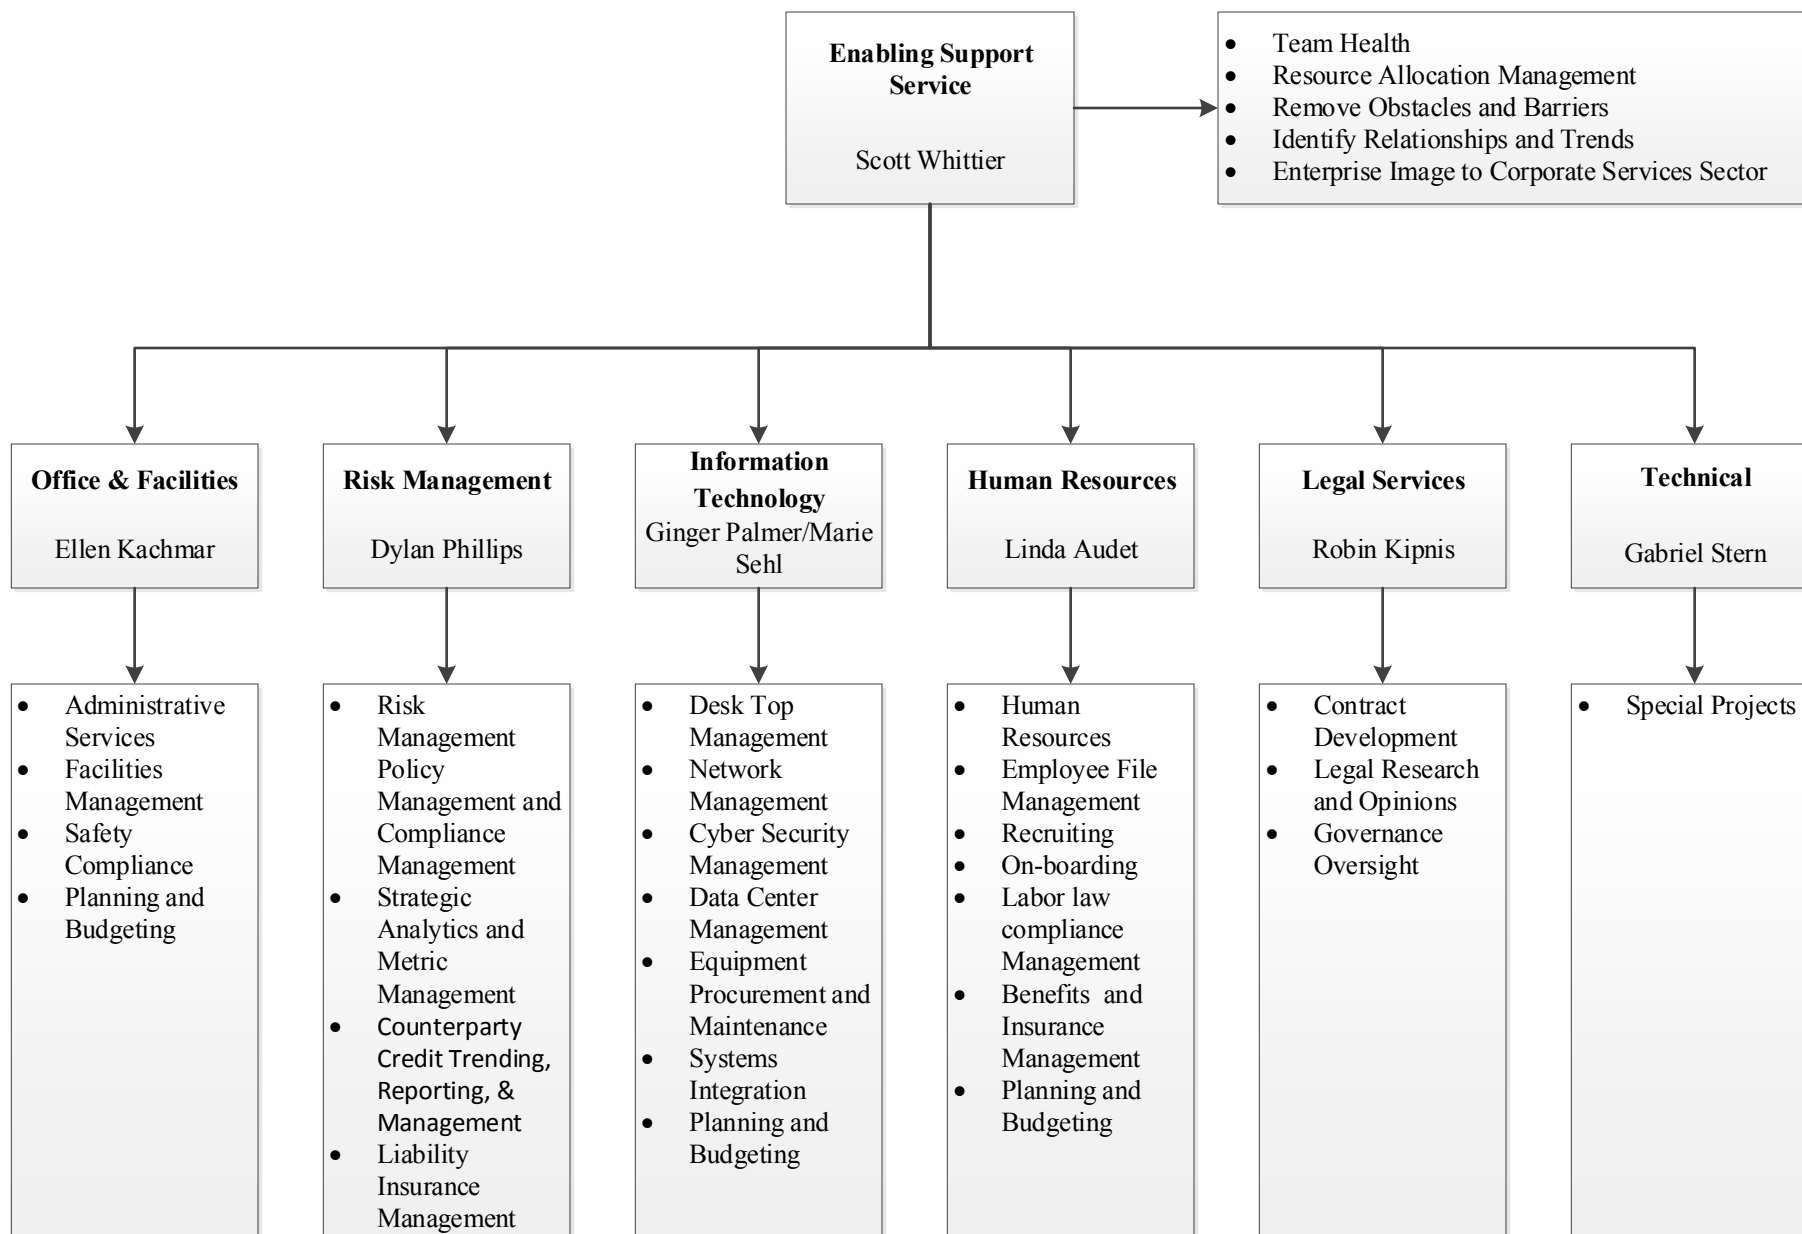 Enabling Support
Service
Scott Whittier
• Team Health
• Resource Allocation Management
• Remove Obstacles and Barriers
• Identify Relationships and Trends
• Enterprise Image to Corporate Services Sector
Office & Facilities
Ellen Kachmar
Risk Management
Dylan Phillips
Information
Technology
Ginger Palmer/Marie
Sehl
Human Resources
Linda Audet
Legal Services
Robin Kipnis
Technical
Gabriel Stern
• Administrative
Services
• Facilities
Management
• Safety
Compliance
• Planning and
Budgeting
• Risk
Management
Policy
Management and
Compliance
Management
• Strategic
Analytics and
Metric
Management
• Counterparty
Credit Trending,
Reporting, &
Management
• Liability
Insurance
Management
• Desk Top
Management
• Network
Management
• Cyber Security
Management
• Data Center
Management
• Equipment
Procurement and
Maintenance
• Systems
Integration
• Planning and
Budgeting
• Human
Resources
• Employee File
Management
• Recruiting
• On-boarding
• Labor law
compliance
Management
• Benefits  and
Insurance
Management
• Planning and
Budgeting
• Contract
Development
• Legal Research
and Opinions
• Governance
Oversight
• Special Projects